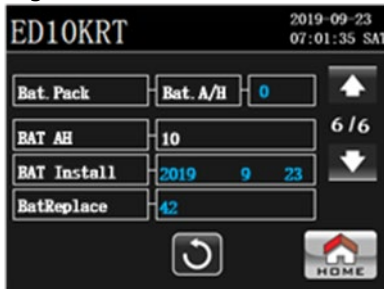 ED10KRT
2019-09-23
07:01:35 SAT
Bat. Pack Bat. A/H 0
BAT AH 10
6/6
BAT Install 2019 9 23
BatReplace 42
HOME